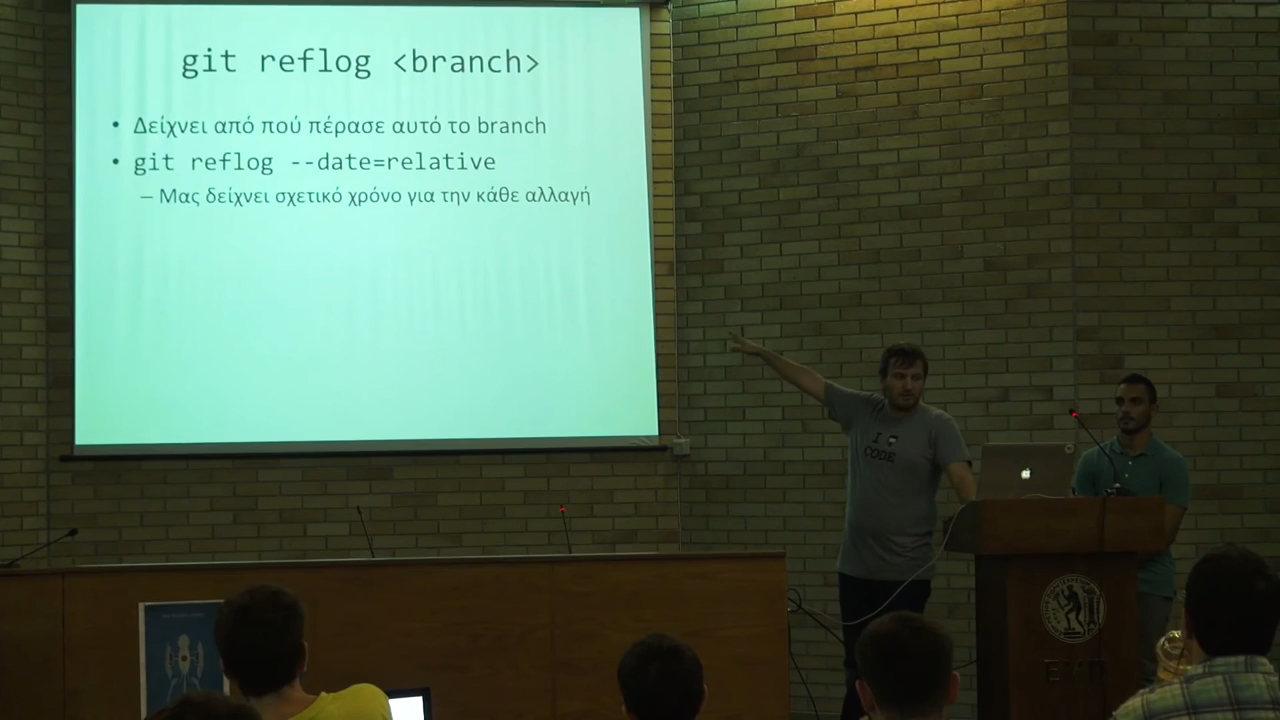 git reflog <branch>
• Δείχνει από πού πέρασε αυτό το branch
• git reflog --date=relative
– Μας δείχνει σχετικό χρόνο για την κάθε αλλαγή
I
CODE
ΕΜΠ